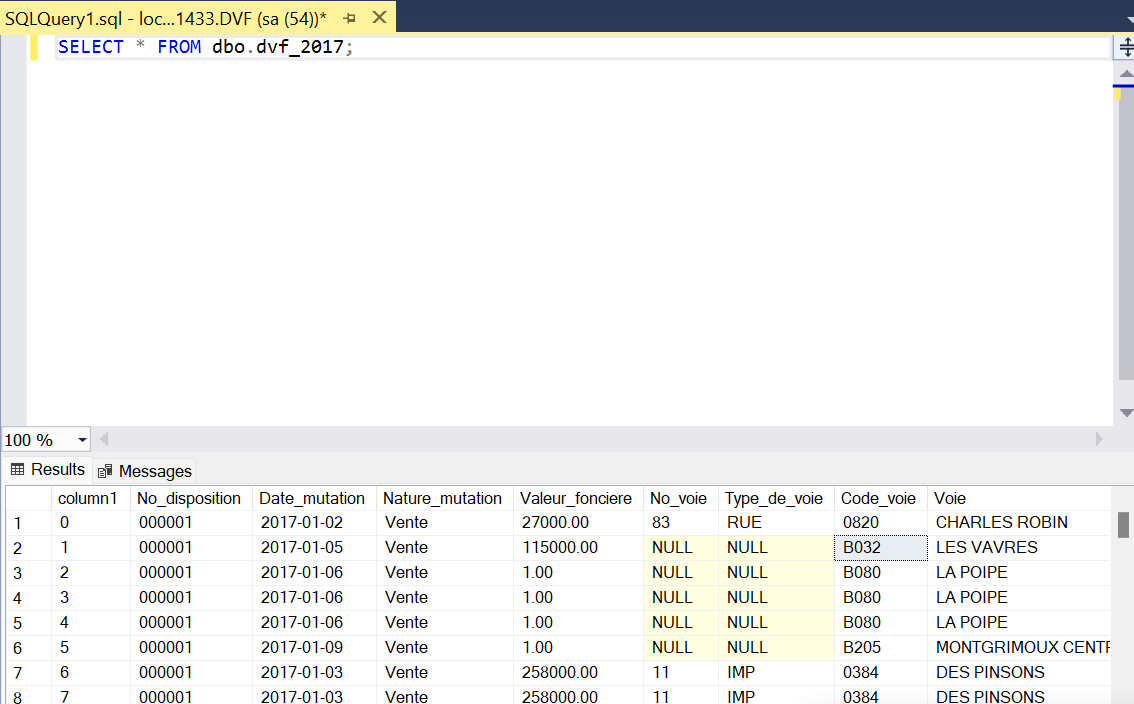 SQLQuery1.sql - loc...1433.DVF (sa (54))*
SELECT * FROM dbo.dvf_2017;
100 %
Results Messages
column1 No_disposition Date_mutation Nature_mutation Valeur_fonciere No_voie Type_de_voie Code_voie Voie
1 0 000001 2017-01-02 Vente 27000.00 83 RUE 0820 CHARLES ROBIN
2 1 000001 2017-01-05 Vente 115000.00 NULL NULL B032 LES VAVRES
3 2 000001 2017-01-06 Vente 1.00 NULL NULL B080 LA POIPE
4 3 000001 2017-01-06 Vente 1.00 NULL NULL B080 LA POIPE
5 4 000001 2017-01-06 Vente 1.00 NULL NULL B080 LA POIPE
6 5 000001 2017-01-09 Vente 1.00 NULL NULL B205 MONTGRIMOUX CENTR
7 6 000001 2017-01-03 Vente 258000.00 11 IMP 0384 DES PINSONS
8 7 000001 2017-01-03 Vente 258000.00 11 IMP 0384 DES PINSONS